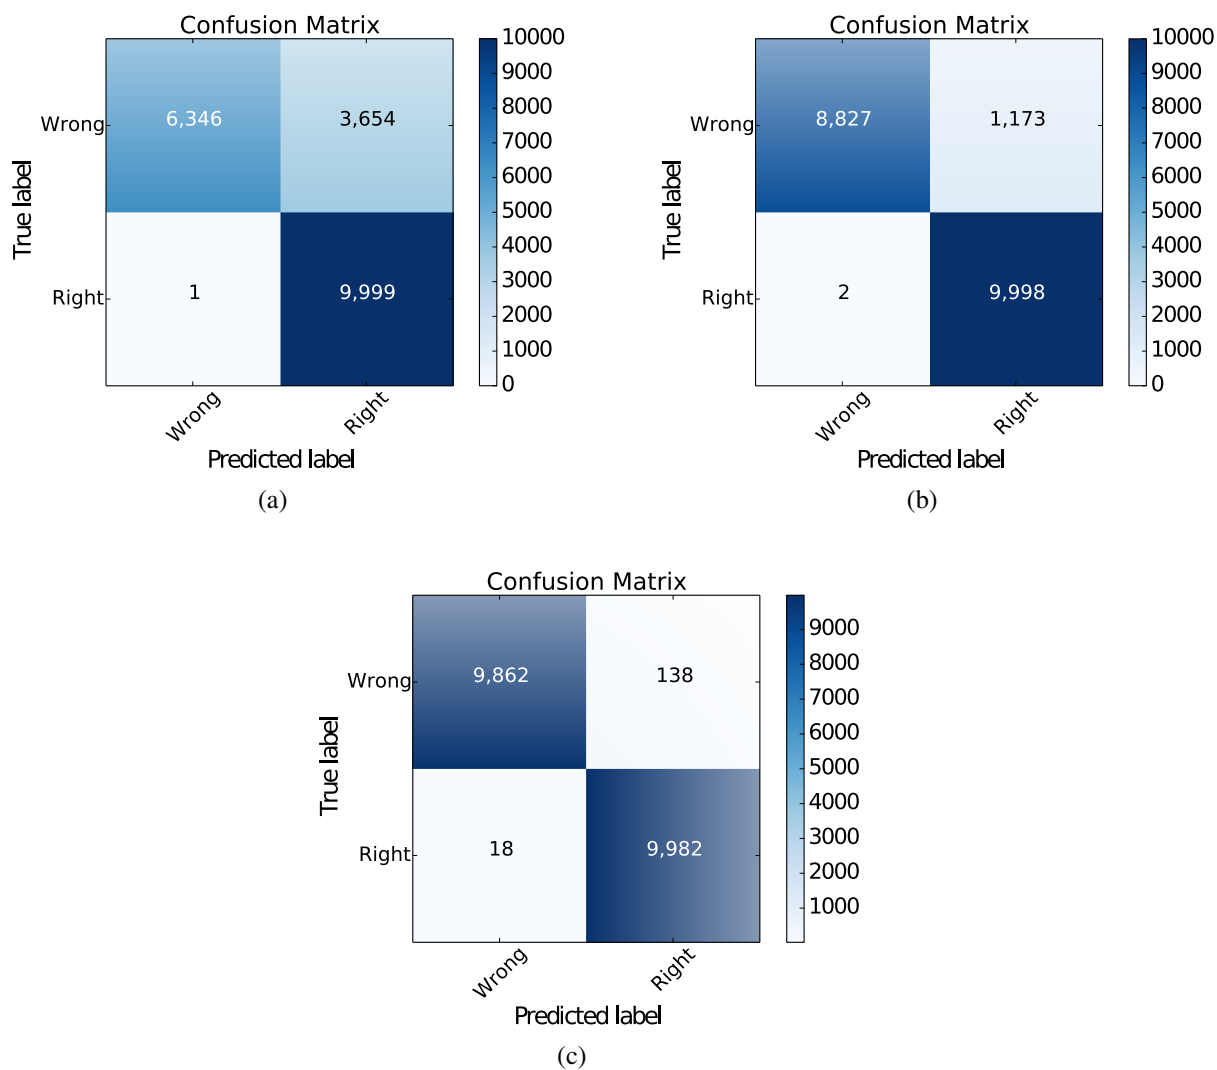 Confusion Matrix
Wrong 6,346 3,654
Right 1 9,999
Wrong Right
Predicted label
True label
10000
9000
8000
7000
6000
5000
4000
3000
2000
1000
0
(a)
Confusion Matrix
Wrong 8,827 1,173
Right 2 9,998
Wrong Right
Predicted label
True label
10000
9000
8000
7000
6000
5000
4000
3000
2000
1000
0
(b)
Confusion Matrix
Wrong 9,862 138
Right 18 9,982
Wrong Right
Predicted label
True label
9000
8000
7000
6000
5000
4000
3000
2000
1000
(c)